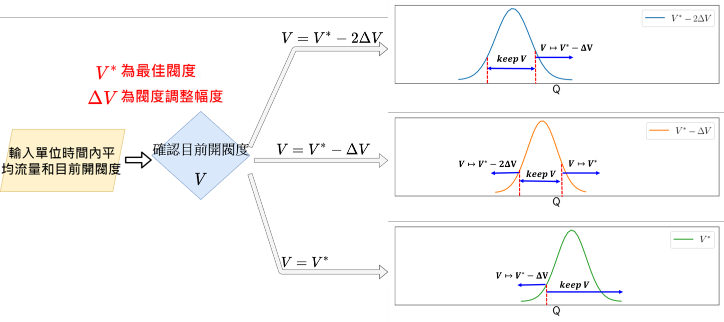 V* 為最佳閥度
ΔV 為閥度調整幅度
輸入單位時間內平
均流量和目前開閥度
確認目前開閥度
V
V = V* − 2ΔV
V = V* − ΔV
V = V*
V* − 2ΔV
V ↦ V* − ΔV
keep V
Q
V* − ΔV
V ↦ V* − 2ΔV
V ↦ V*
keep V
Q
V*
V ↦ V* − ΔV
keep V
Q